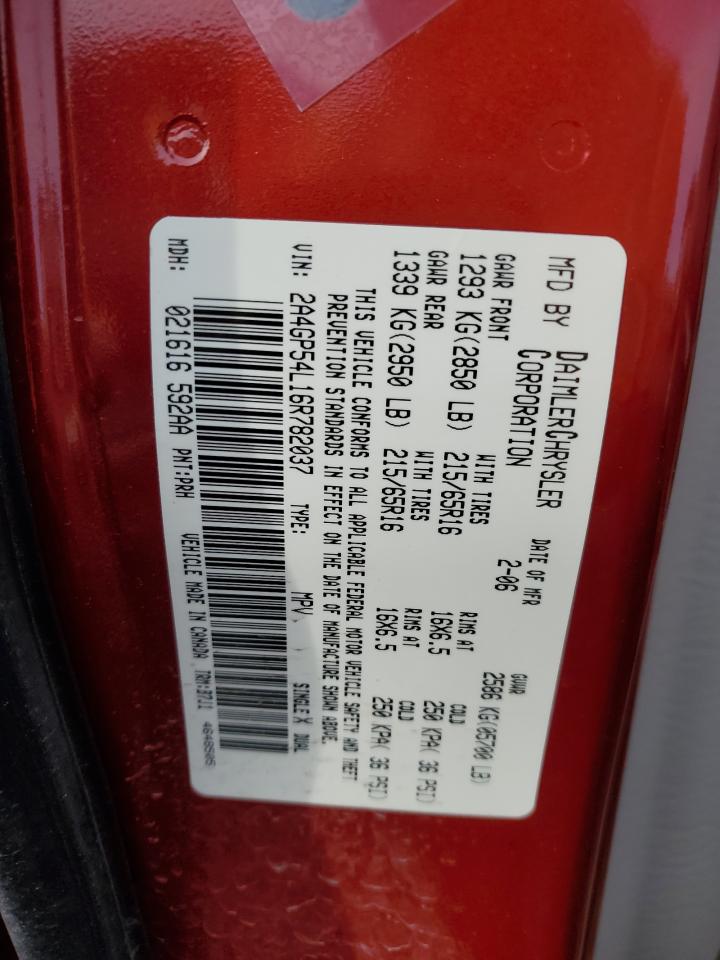 MFD BY DAIMLERCHRYSLER CORPORATION DATE OF MFR 2-06 GVWR 2586 KG(05700 LB)
GAWR FRONT WITH TIRES RIMS AT COLD
1293 KG(2850 LB) 215/65R16 16X6.5 250 KPA( 36 PSI)
GAWR REAR WITH TIRES RIMS AT COLD
1339 KG(2950 LB) 215/65R16 16X6.5 250 KPA( 36 PSI)
THIS VEHICLE CONFORMS TO ALL APPLICABLE FEDERAL MOTOR VEHICLE SAFETY AND THEFT
PREVENTION STANDARDS IN EFFECT ON THE DATE OF MANUFACTURE SHOWN ABOVE.
VIN: 2A4GP54L16R782037 TYPE: MPV SINGLE X DUAL
MDH: 021616 592AA PNT:PRH VEHICLE MADE IN CANADA